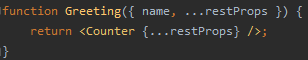 function Greeting({ name, ...restProps }) {
    return <Counter {...restProps} />;
}